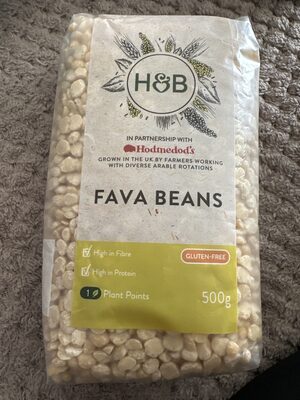 H&B
IN PARTNERSHIP WITH
Hodmedod's
GROWN IN THE UK BY FARMERS WORKING
WITH DIVERSE ARABLE ROTATIONS
FAVA BEANS
High in Fibre
GLUTEN-FREE
High in Protein
1 Plant Points
500g